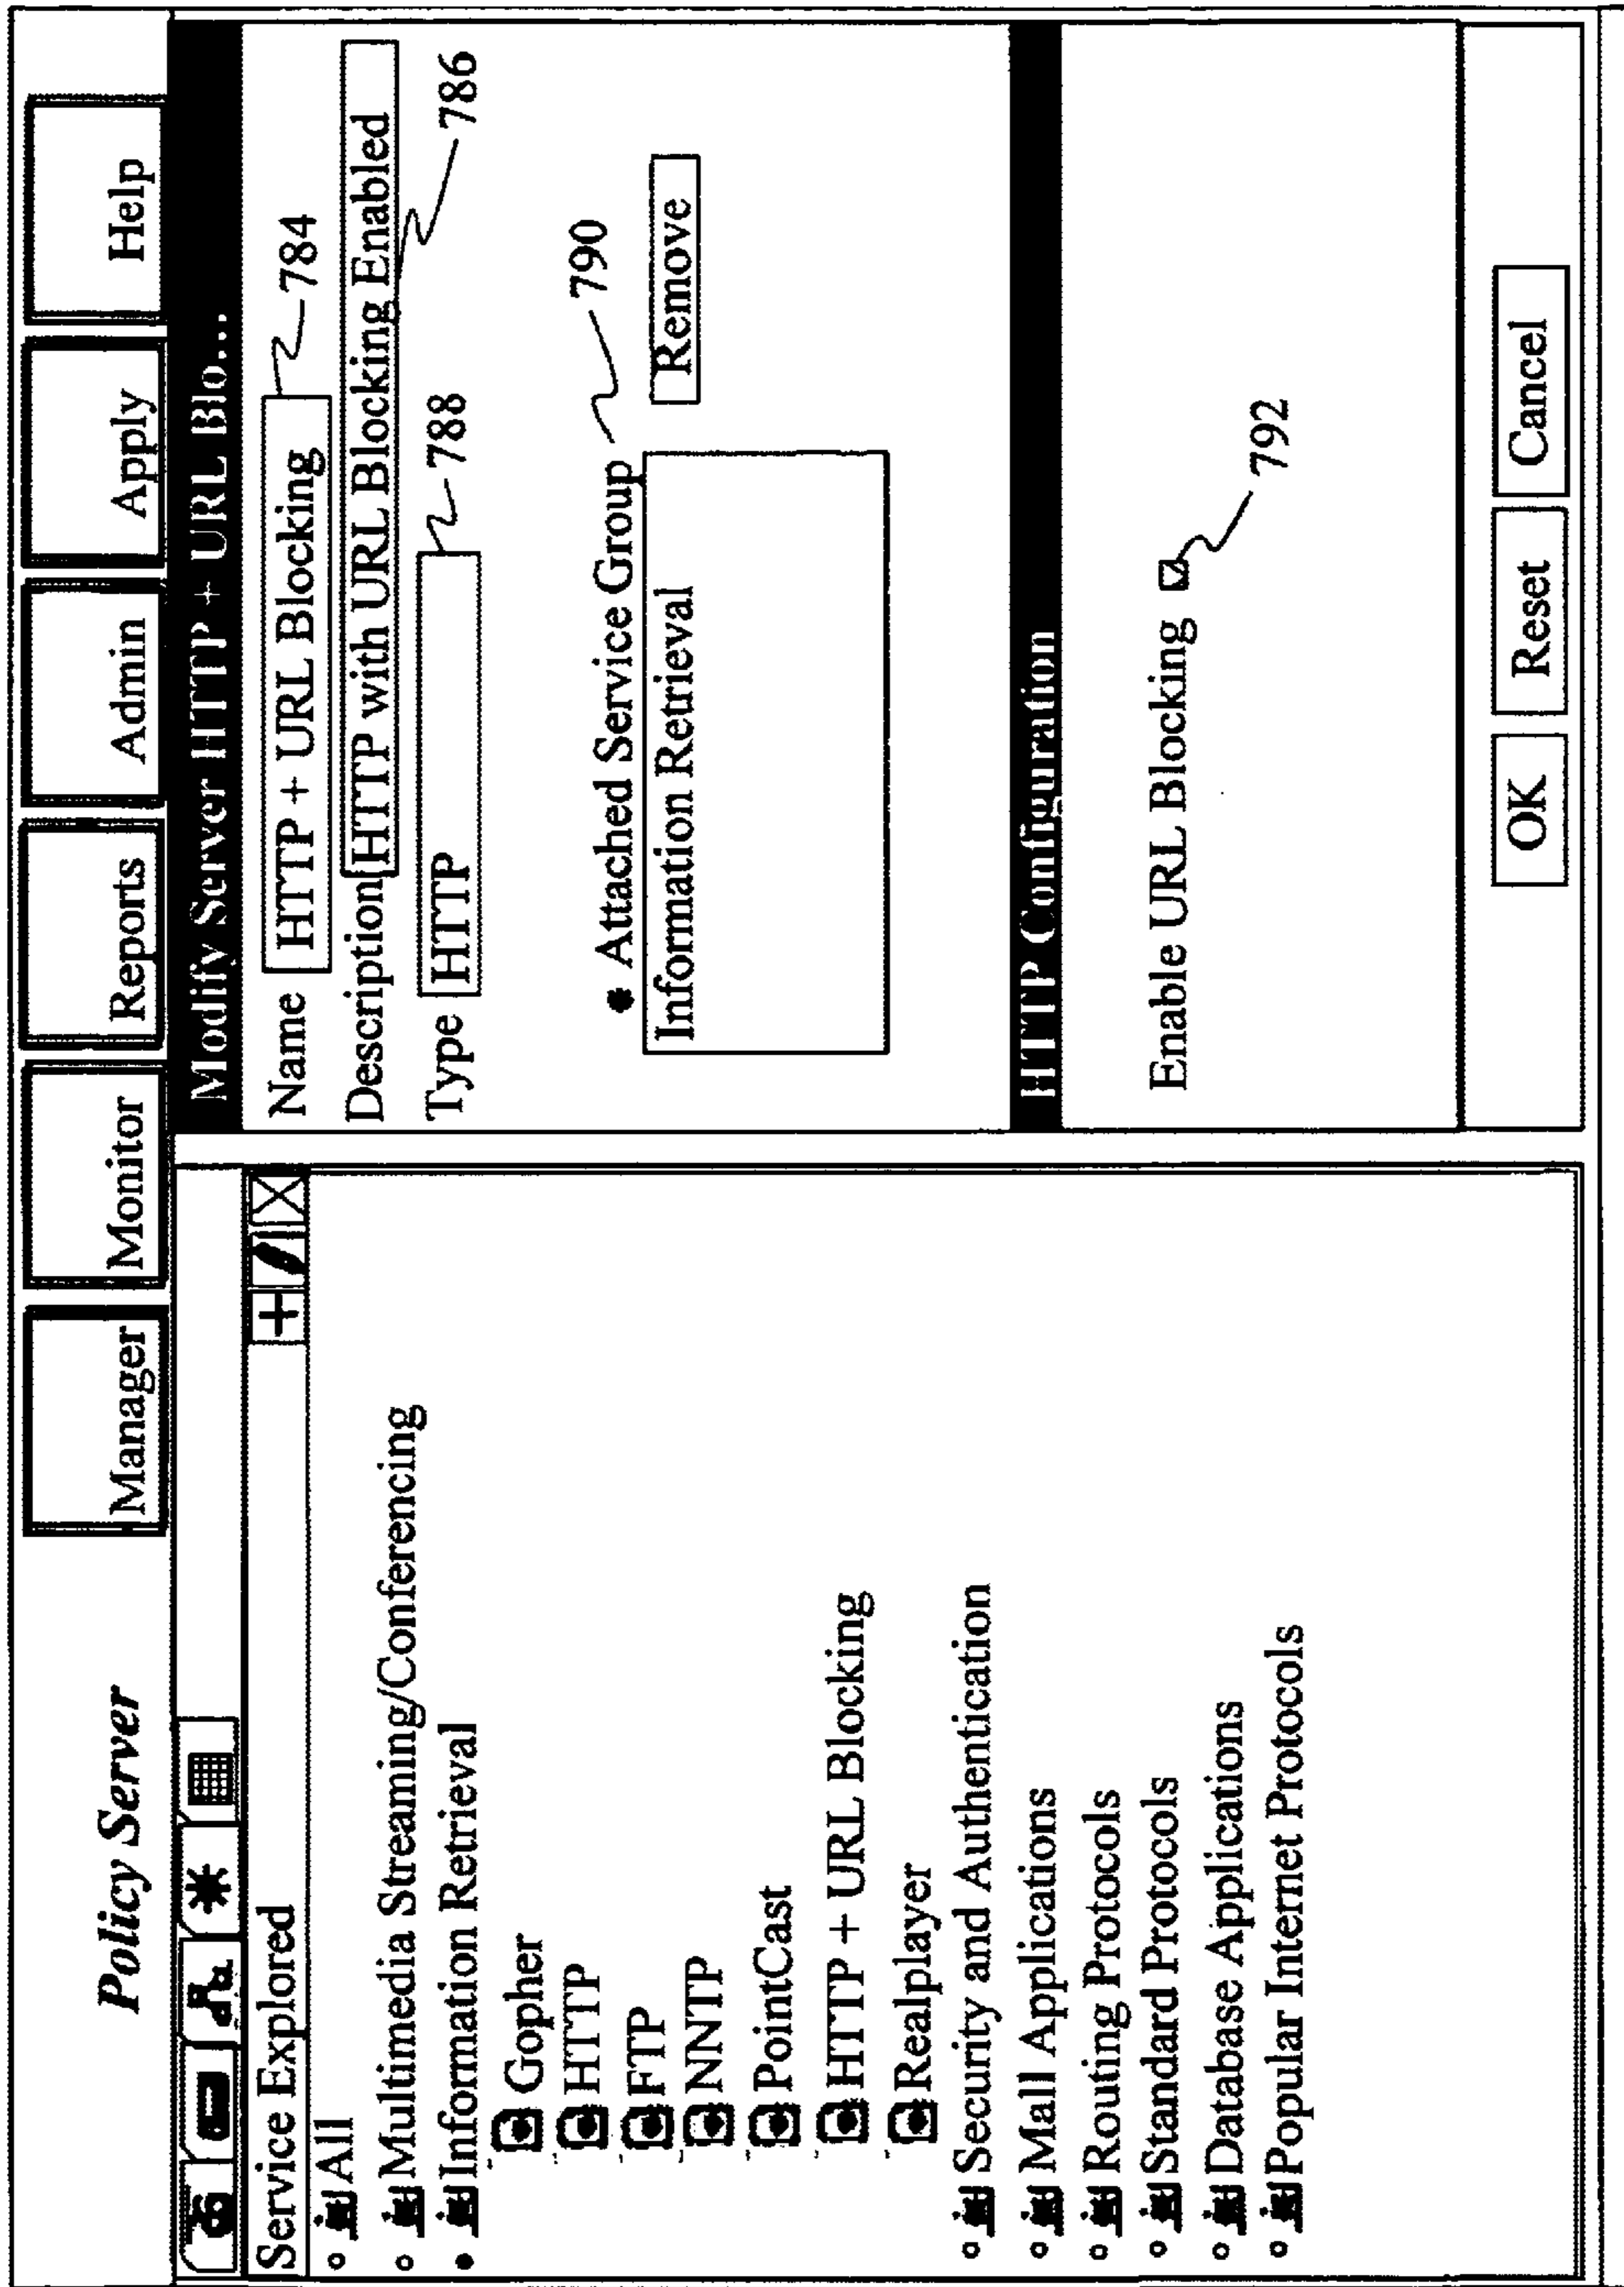 Policy Server
Manager
Monitor
Reports
Admin
Apply
Help
Service Explored
All
Multimedia Streaming/Conferencing
Information Retrieval
Gopher
HTTP
FTP
NNTP
PointCast
HTTP + URL Blocking
Realplayer
Security and Authentication
Mall Applications
Routing Protocols
Standard Protocols
Database Applications
Popular Internet Protocols
Modify Server HTTP + URL Blo...
Name HTTP + URL Blocking 784
Description HTTP with URL Blocking Enabled 786
Type HTTP 788
• Attached Service Group 790
Information Retrieval
Remove
HTTP Configuration
Enable URL Blocking 792
OK
Reset
Cancel